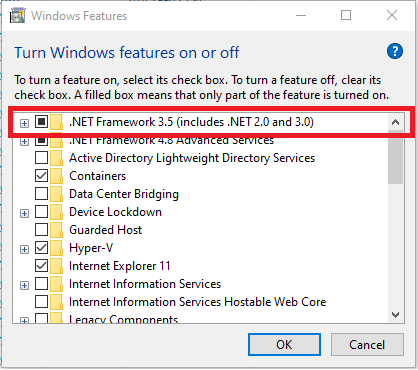 Windows Features
Turn Windows features on or off
To turn a feature on, select its check box. To turn a feature off, clear its
check box. A filled box means that only part of the feature is turned on.
.NET Framework 3.5 (includes .NET 2.0 and 3.0)
.NET Framework 4.8 Advanced Services
Active Directory Lightweight Directory Services
Containers
Data Center Bridging
Device Lockdown
Guarded Host
Hyper-V
Internet Explorer 11
Internet Information Services
Internet Information Services Hostable Web Core
Legacy Components
OK
Cancel